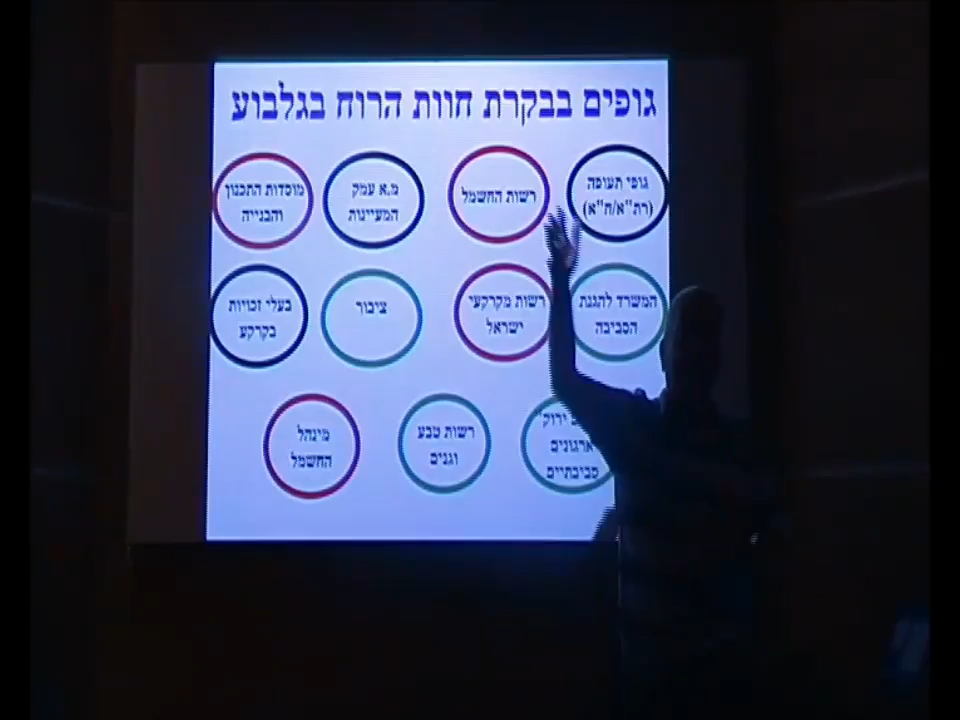 גופים בבקרת חוות הרוח בגלבוע
גופי תעופה
(רת"א/ח"א)
רשות החשמל
מ.א עמק
המעיינות
מוסדות התכנון
והבנייה
המשרד להגנת
הסביבה
רשות מקרקעי
ישראל
ציבור
בעלי זכויות
בקרקע
ירוק'
ארגונים
סביבתיים
רשות טבע
וגנים
מינהל
החשמל